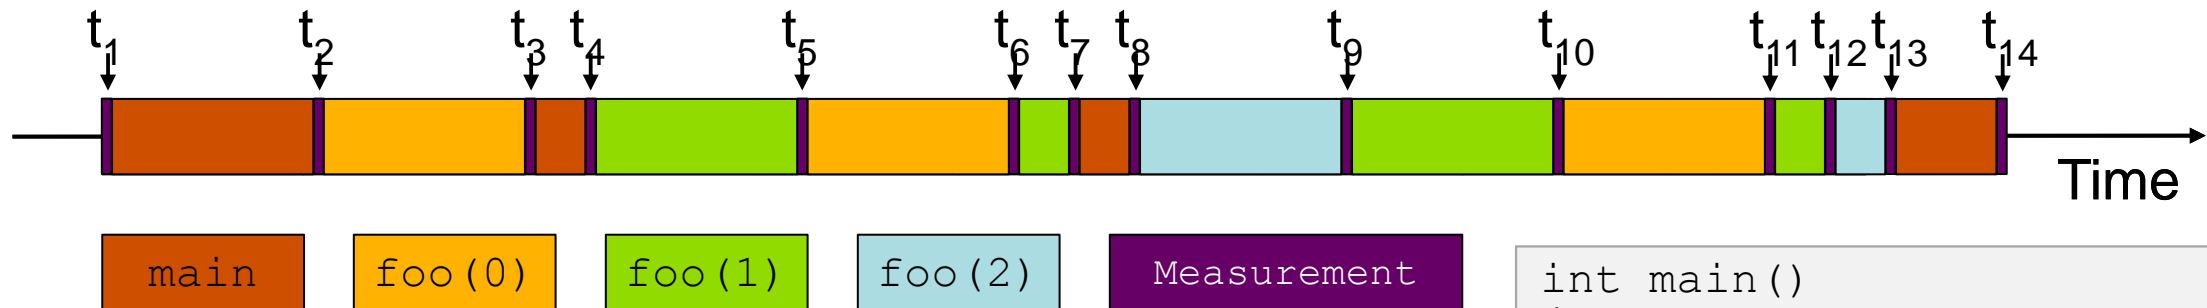 t1 t2 t3 t4 t5 t6 t7 t8 t9 t10 t11 t12 t13 t14
Time
main foo(0) foo(1) foo(2) Measurement
int main()